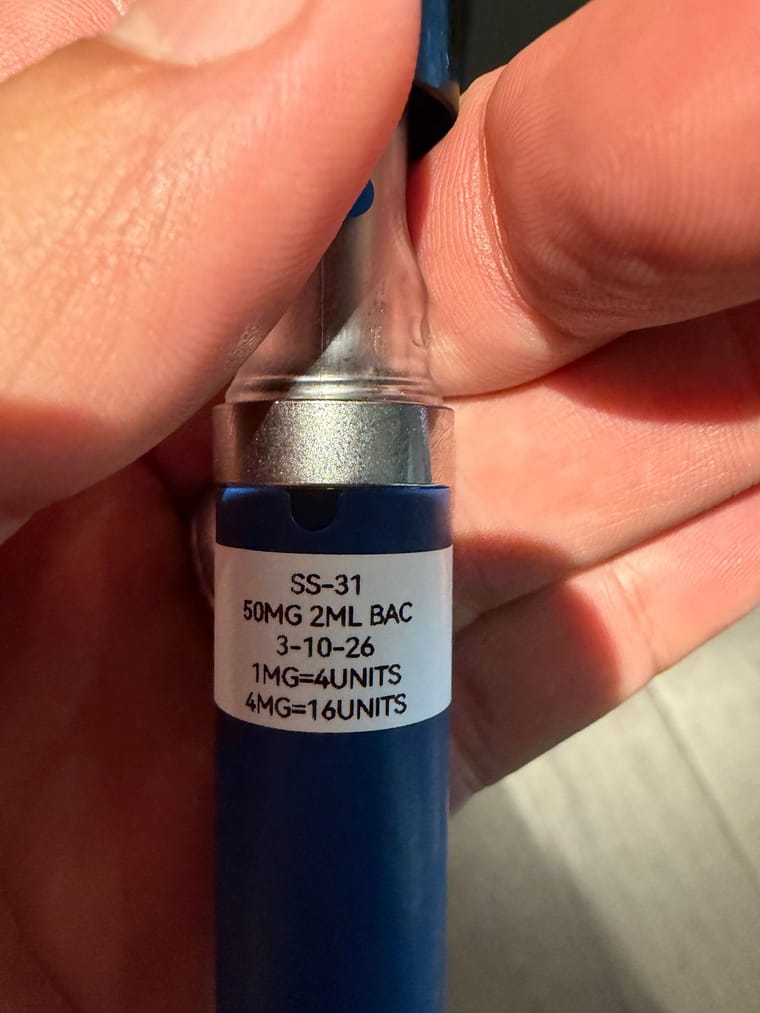 SS-31
50MG 2ML BAC
3-10-26
1MG=4UNITS
4MG=16UNITS